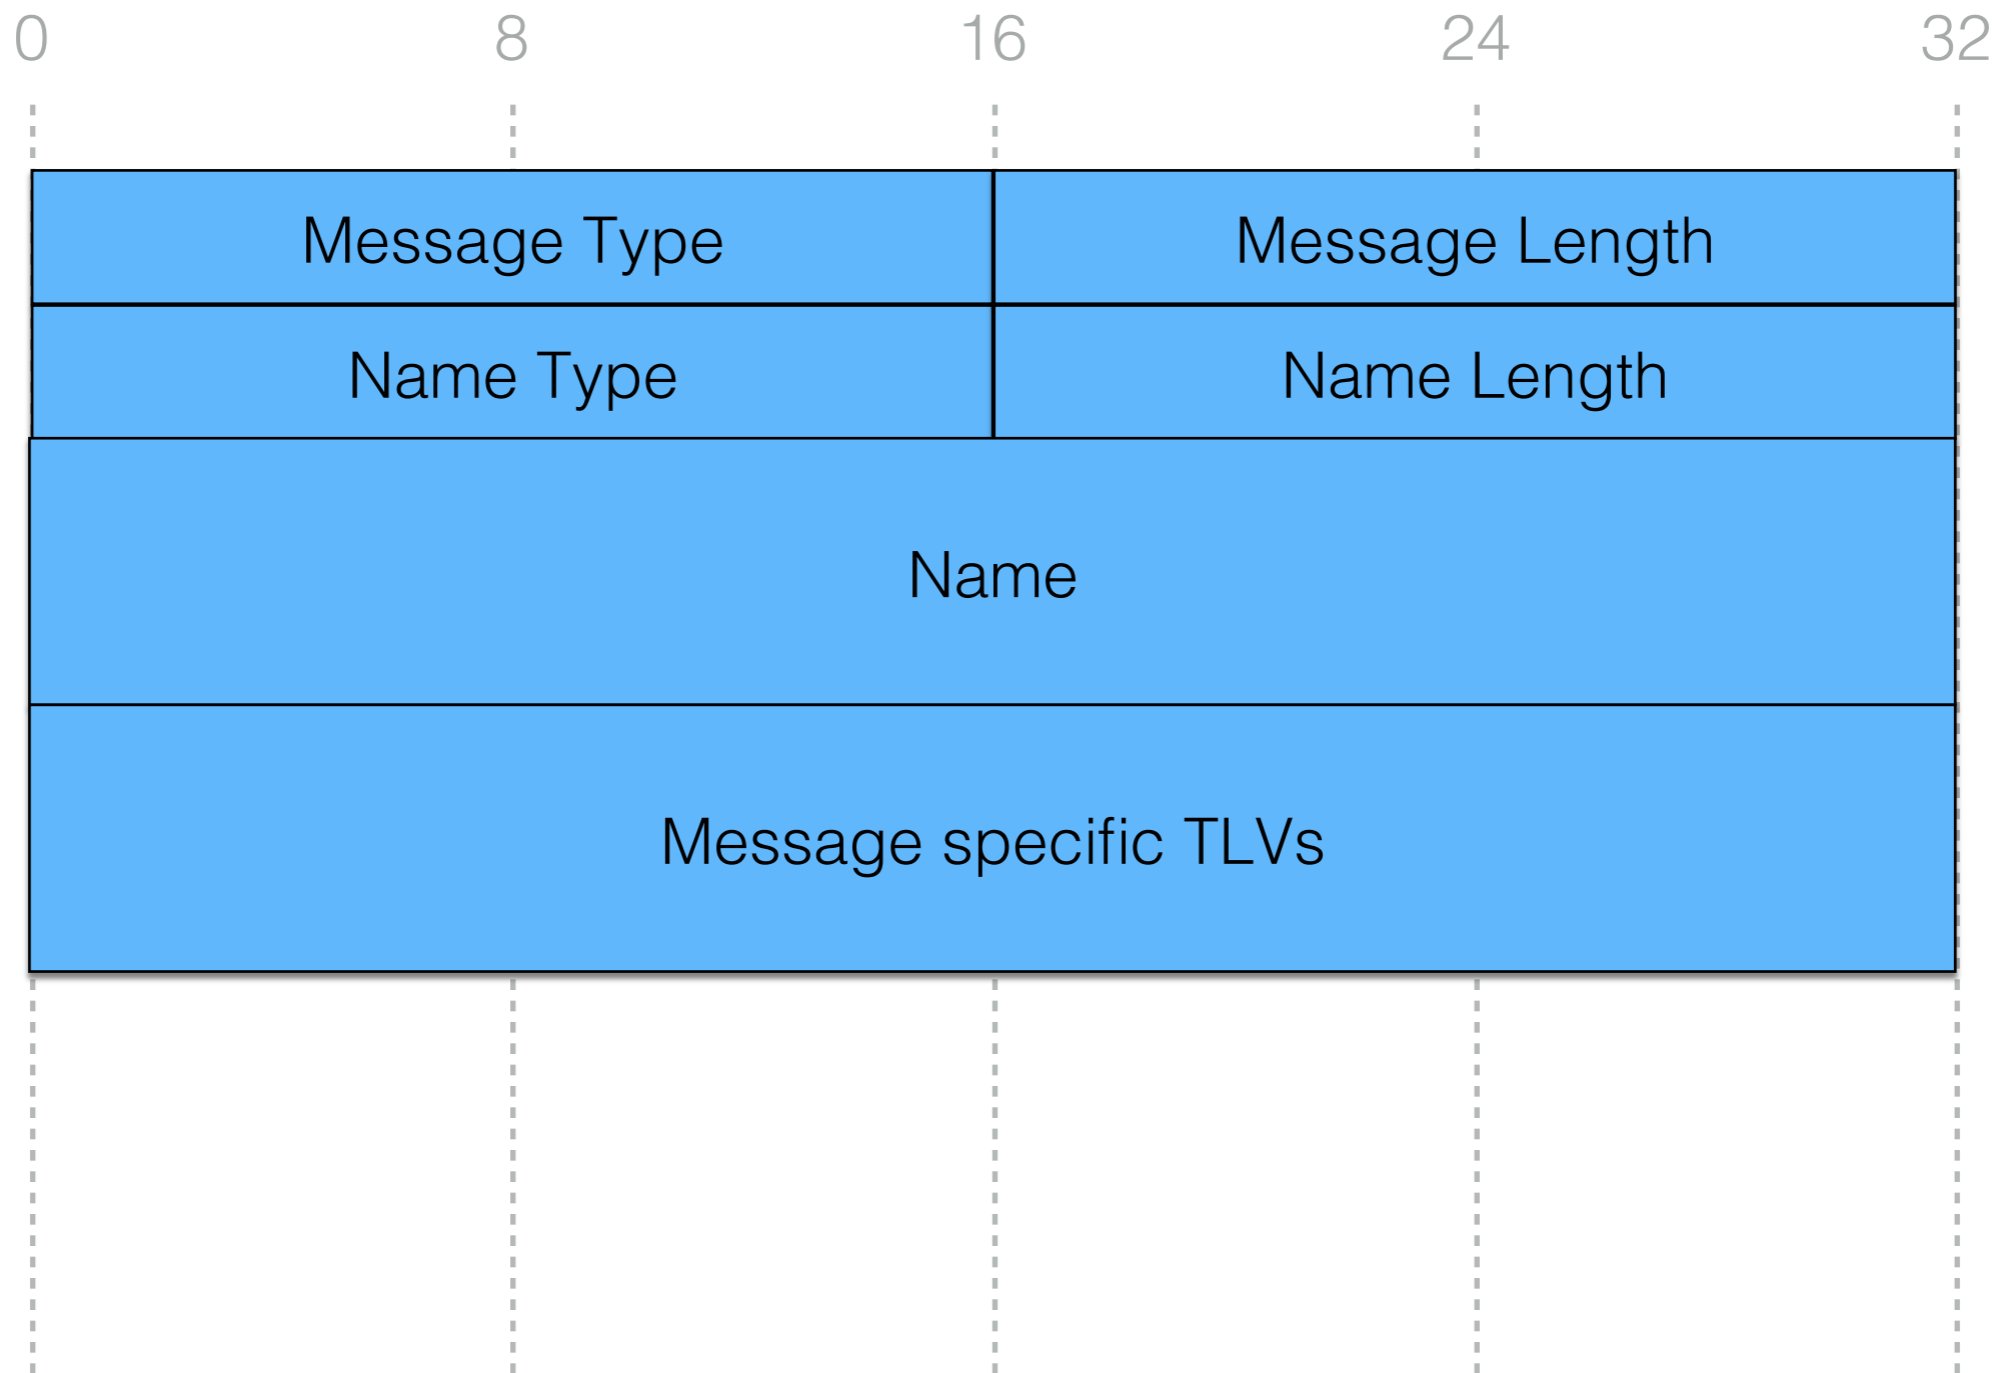 0 8 16 24 32
Message Type Message Length
Name Type Name Length
Name
Message specific TLVs